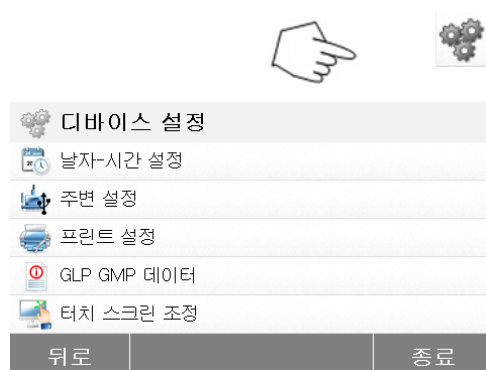 디바이스 설정
날자-시간 설정
주변 설정
프린트 설정
GLP GMP 데이터
터치 스크린 조정
뒤로 종료